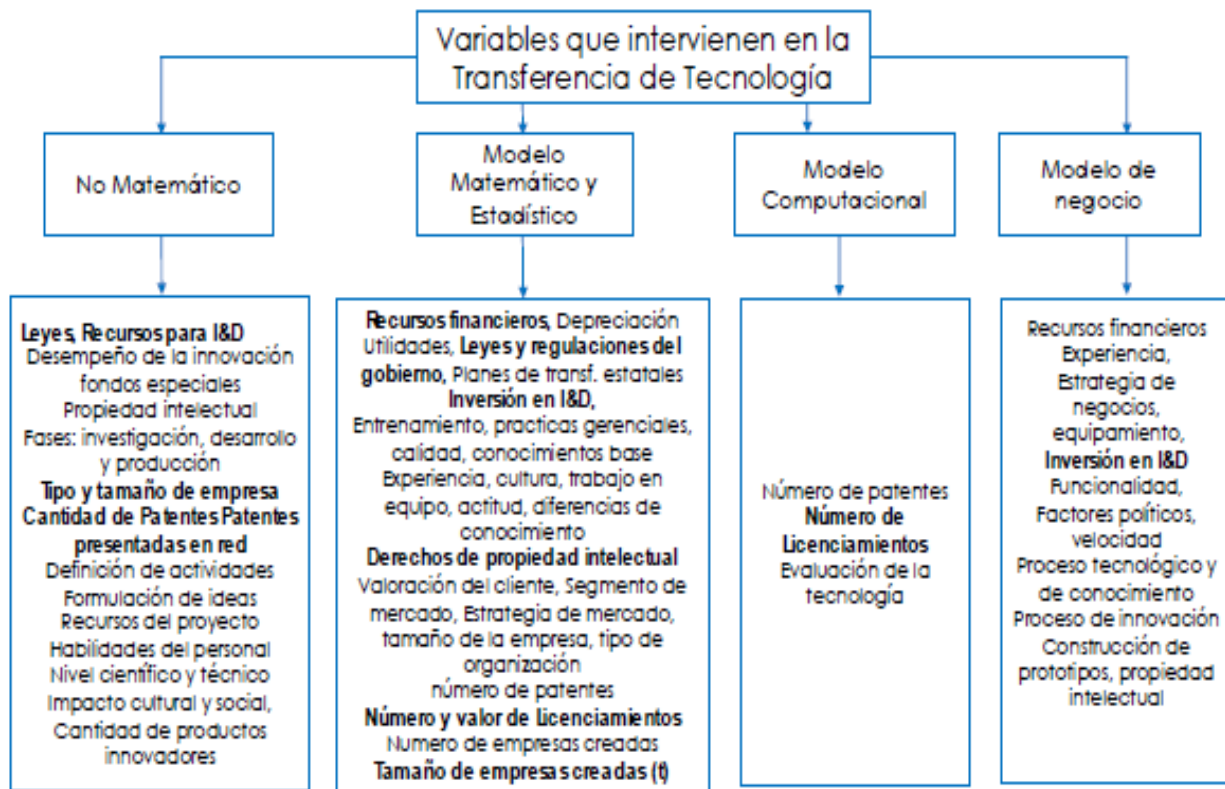 Variables que intervienen en la
Transferencia de Tecnología
No Matemático
Modelo
Matemático y
Estadístico
Modelo
Computacional
Modelo de
negocio
Leyes, Recursos para I&D
Desempeño de la innovación
fondos especiales
Propiedad intelectual
Fases: investigación, desarrollo
y producción
Tipo y tamaño de empresa
Cantidad de Patentes Patentes
presentadas en red
Definición de actividades
Formulación de ideas
Recursos del proyecto
Habilidades del personal
Nivel científico y técnico
Impacto cultural y social,
Cantidad de productos
innovadores
Recursos financieros, Depreciación
Utilidades, Leyes y regulaciones del
gobierno, Planes de transf. estatales
Inversión en I&D,
Entrenamiento, practicas gerenciales,
calidad, conocimientos base
Experiencia, cultura, trabajo en
equipo, actitud, diferencias de
conocimiento
Derechos de propiedad intelectual
Valoración del cliente, Segmento de
mercado, Estrategia de mercado,
tamaño de la empresa, tipo de
organización
número de patentes
Número y valor de Licenciamientos
Numero de empresas creadas
Tamaño de empresas creadas (t)
Número de patentes
Número de
Licenciamientos
Evaluación de la
tecnología
Recursos financieros
Experiencia,
Estrategia de
negocios,
equipamiento,
Inversión en I&D
Funcionalidad,
Factores políticos,
velocidad
Proceso tecnológico y
de conocimiento
Proceso de innovación
Construcción de
prototipos, propiedad
intelectual